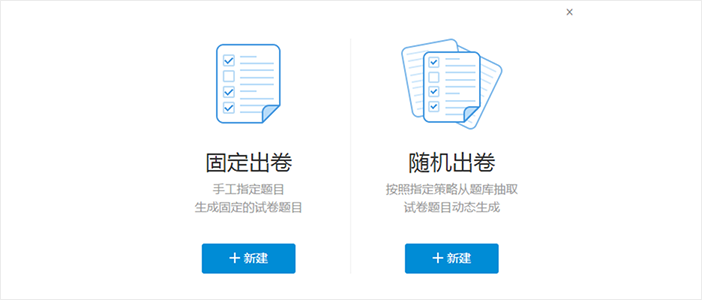 固定出卷
手工指定题目
生成固定的试卷题目
+ 新建
随机出卷
按照指定策略从题库抽取
试卷题目动态生成
+ 新建